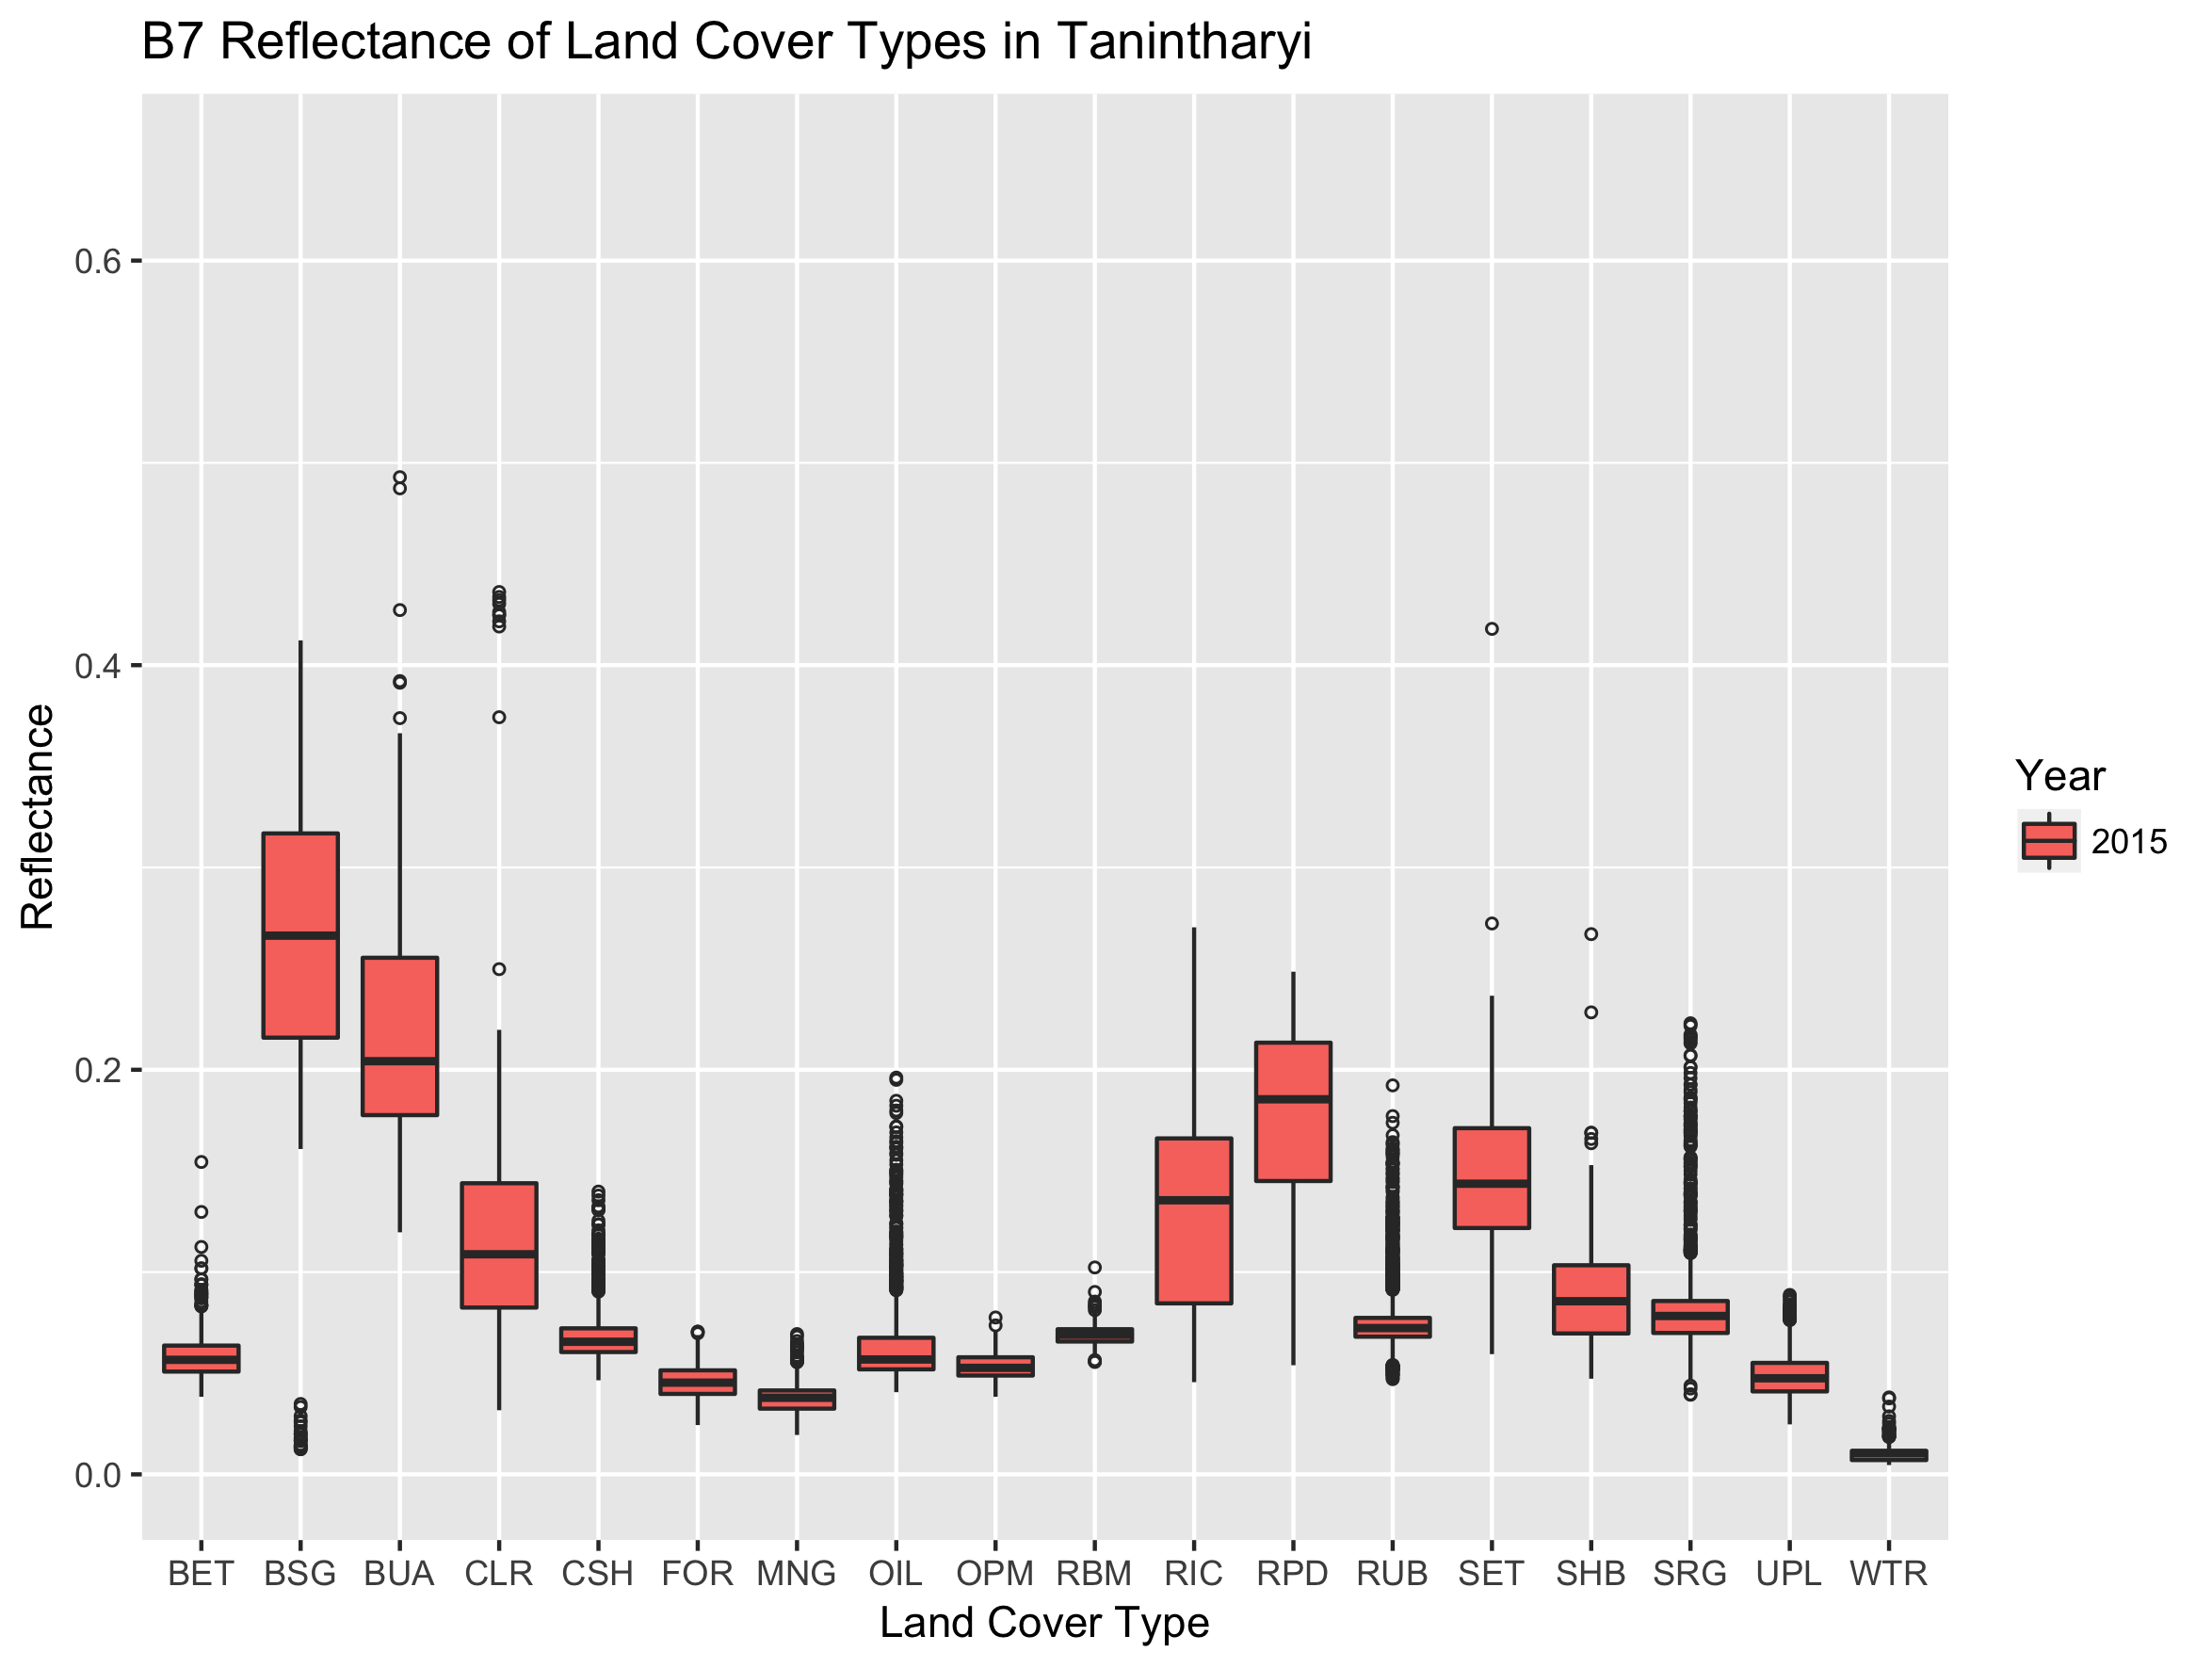 B7 Reflectance of Land Cover Types in Tanintharyi
0.6
0.4
0.2
0.0
Reflectance
BET BSG BUA CLR CSH FOR MNG OIL OPM RBM RIC RPD RUB SET SHB SRG UPL WTR
Land Cover Type
Year
2015